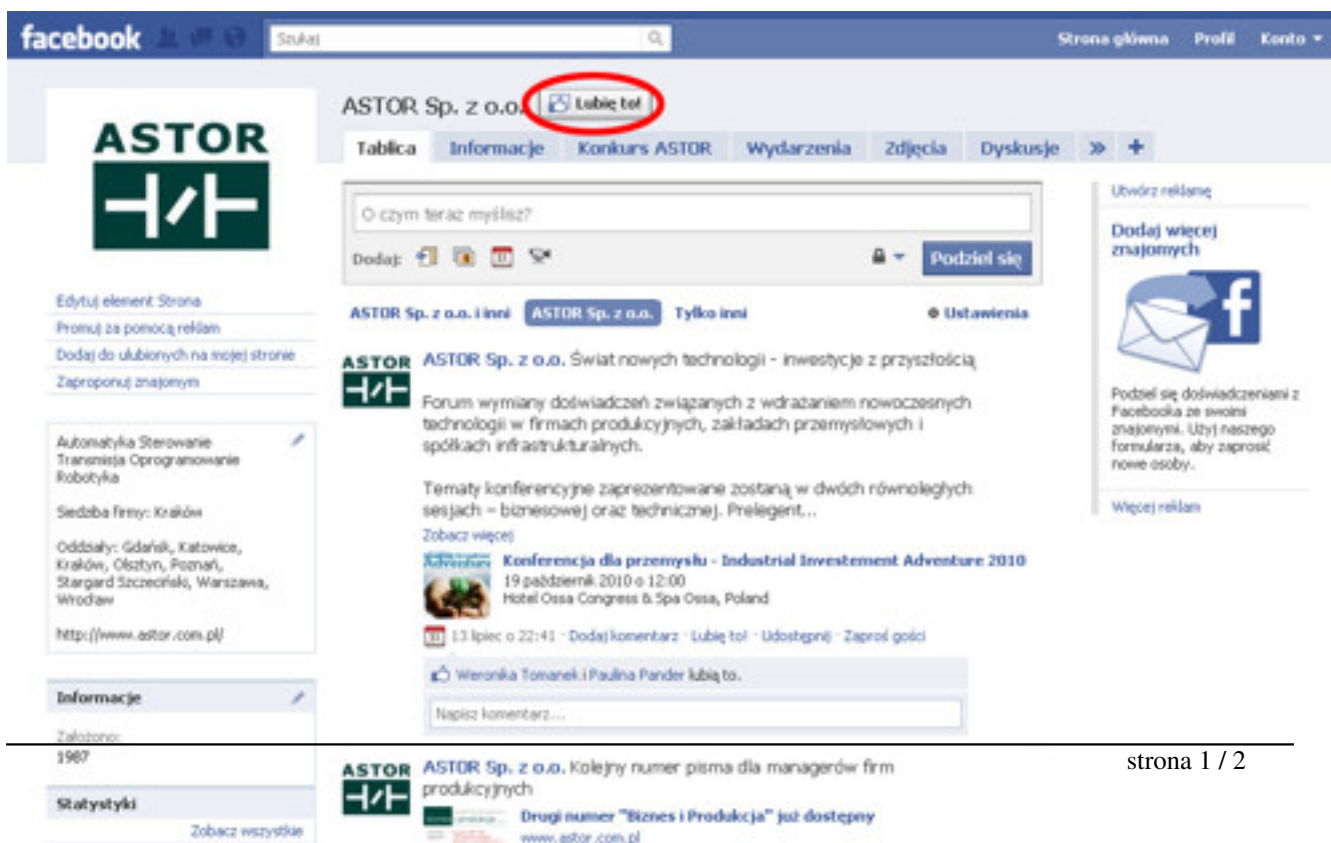 facebook
Szukaj
Strona główna Profil Konto
ASTOR
ASTOR Sp. z o.o. Lubię to!
Tablica Informacje Konkurs ASTOR Wydarzenia Zdjęcia Dyskusje » +
O czym teraz myślisz?
Dodaj: 31 Podziel się
Edytuj element Strona
Promuj za pomocą reklam
Dodaj do ulubionych na mojej stronie
Zaproponuj znajomym
Automatyka Sterowanie
Transmisja Oprogramowanie
Robotyka
Siedziba firmy: Kraków
Oddziały: Gdańsk, Katowice,
Kraków, Olsztyn, Poznań,
Stargard Szczeciński, Warszawa,
Wrocław
http://www.astor.com.pl/
Informacje
Założono:
1987
Statystyki
Zobacz wszystkie
ASTOR Sp. z o.o. i inni ASTOR Sp. z o.o. Tylko inni Ustawienia
ASTOR
ASTOR Sp. z o.o. Świat nowych technologii - inwestycje z przyszłością
Forum wymiany doświadczeń związanych z wdrażaniem nowoczesnych
technologii w firmach produkcyjnych, zakładach przemysłowych i
spółkach infrastrukturalnych.
Tematy konferencyjne zaprezentowane zostaną w dwóch równoległych
sesjach – biznesowej oraz technicznej. Prelegent...
Zobacz więcej
Adventure
Konferencja dla przemysłu - Industrial Investement Adventure 2010
19 październik 2010 o 12:00
Hotel Ossa Congress & Spa Ossa, Poland
31 13 lipiec o 22:41 · Dodaj komentarz · Lubię to! · Udostępnij · Zaproś gości
Weronika Tomanek i Paulina Pander lubią to.
Napisz komentarz...
ASTOR
ASTOR Sp. z o.o. Kolejny numer pisma dla managerów firm
produkcyjnych
Drugi numer "Biznes i Produkcja" już dostępny
www.astor.com.pl
Utwórz reklamę
Dodaj więcej
znajomych
f
Podziel się doświadczeniami z
Facebooka ze swoimi
znajomymi. Użyj naszego
formularza, aby zaprosić
nowe osoby.
Więcej reklam
strona 1 / 2